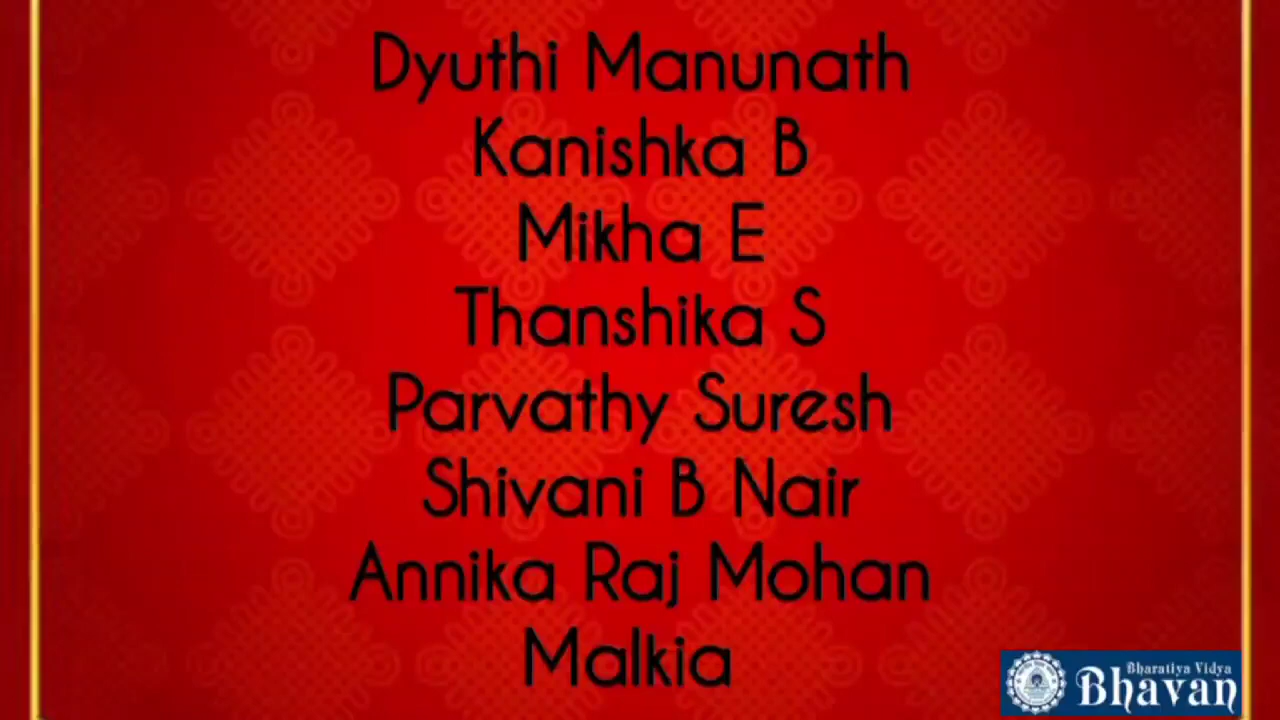 Dyuthi Manunath
Kanishka B
Mikha E
Thanshika S
Parvathy Suresh
Shivani B Nair
Annika Raj Mohan
Malkia
Bharatiya Vidya
Bhavan